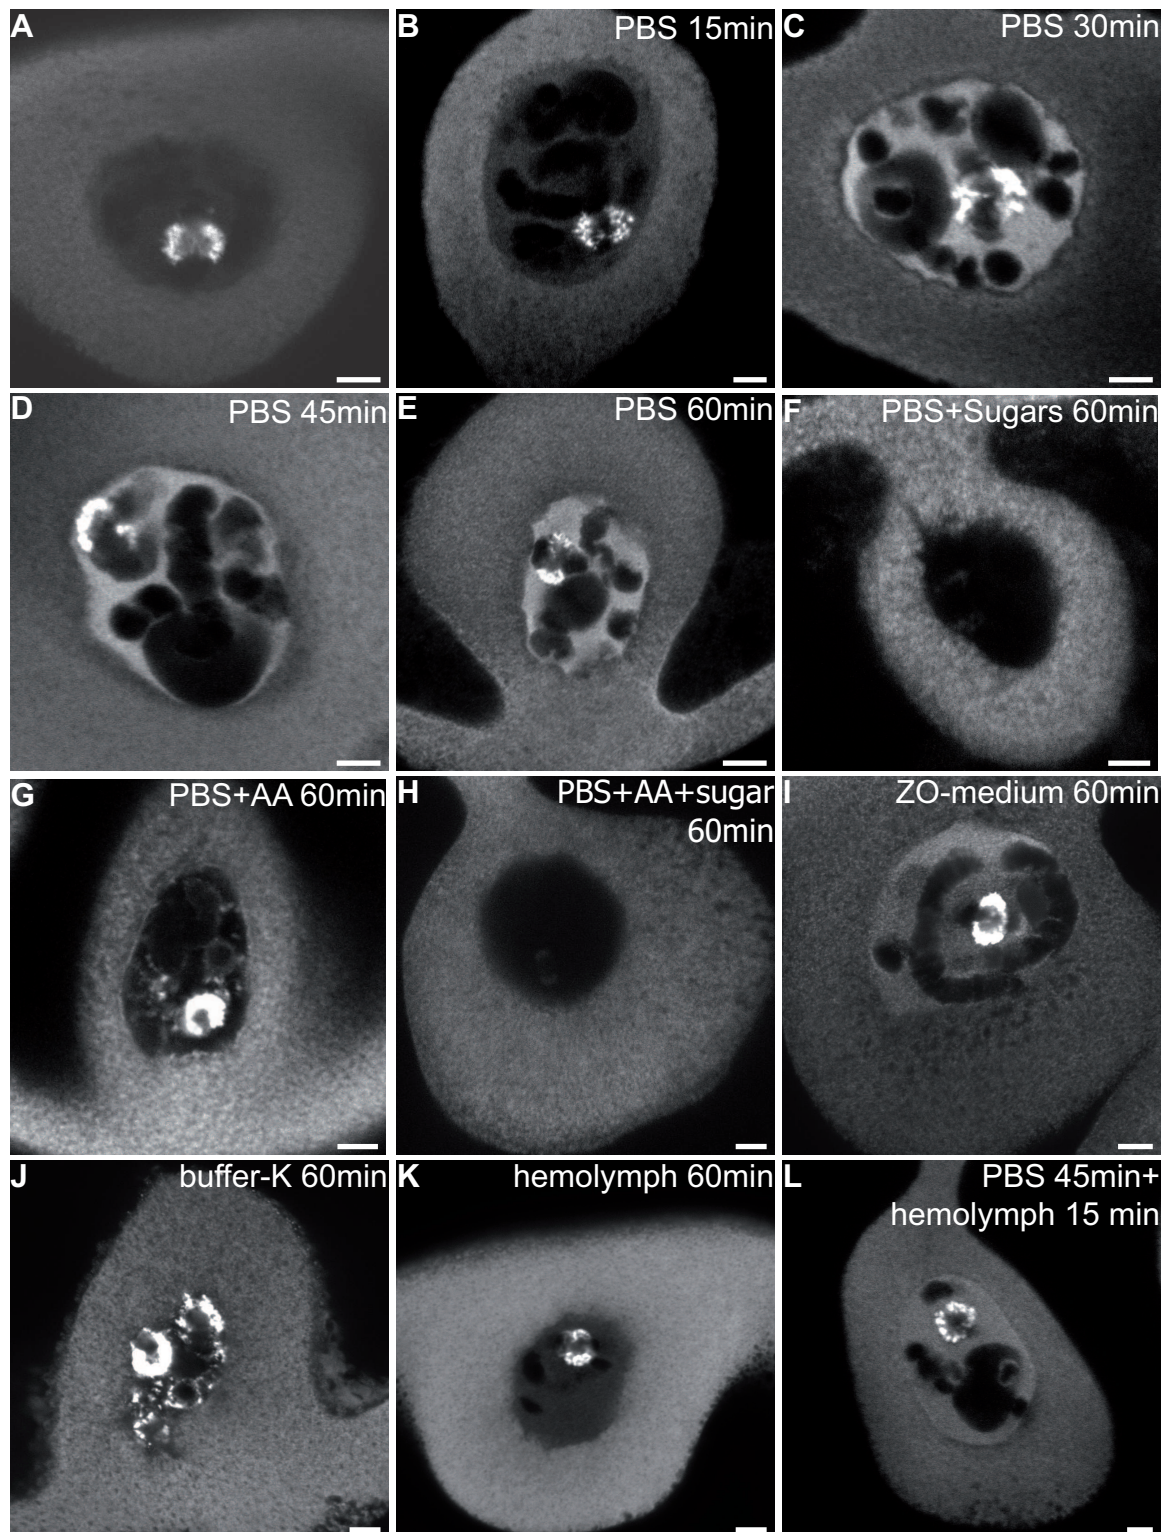 A
B PBS 15min
C PBS 30min
D PBS 45min
E PBS 60min
F PBS+Sugars 60min
G PBS+AA 60min
H PBS+AA+sugar
60min
I ZO-medium 60min
J buffer-K 60min
K hemolymph 60min
L PBS 45min+
hemolymph 15 min